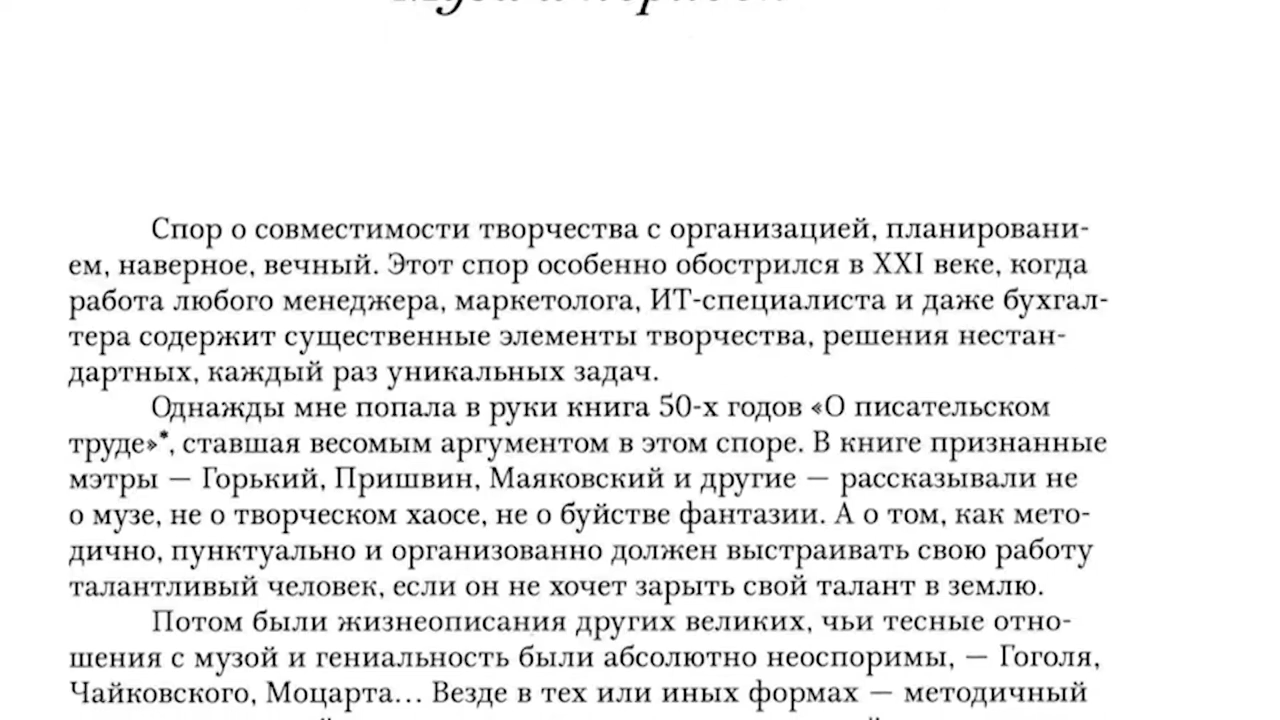 Спор о совместимости творчества с организацией, планировани-
ем, наверное, вечный. Этот спор особенно обострился в XXI веке, когда
работа любого менеджера, маркетолога, ИТ-специалиста и даже бухгал-
тера содержит существенные элементы творчества, решения нестан-
дартных, каждый раз уникальных задач.
Однажды мне попала в руки книга 50-х годов «О писательском
труде»*, ставшая весомым аргументом в этом споре. В книге признанные
мэтры — Горький, Пришвин, Маяковский и другие — рассказывали не
о музе, не о творческом хаосе, не о буйстве фантазии. А о том, как мето-
дично, пунктуально и организованно должен выстраивать свою работу
талантливый человек, если он не хочет зарыть свой талант в землю.
Потом были жизнеописания других великих, чьи тесные отно-
шения с музой и гениальность были абсолютно неоспоримы, — Гоголя,
Чайковского, Моцарта... Везде в тех или иных формах — методичный